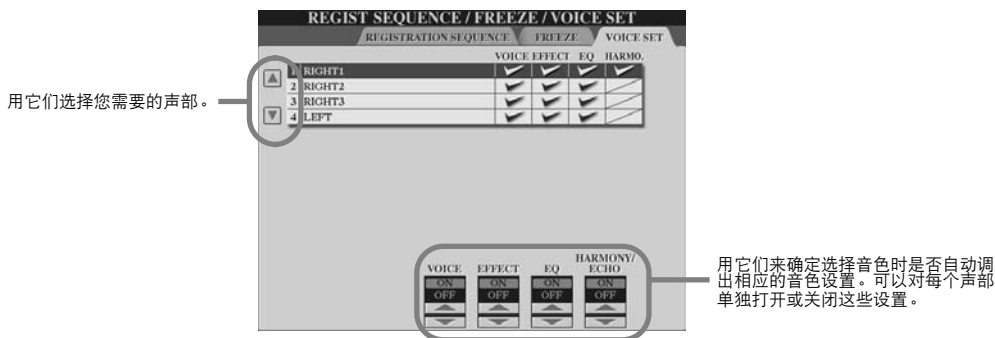 REGIST SEQUENCE / FREEZE / VOICE SET
REGISTRATION SEQUENCE FREEZE VOICE SET
VOICE EFFECT EQ HARMO.
1 RIGHT1
2 RIGHT2
3 RIGHT3
4 LEFT
用它们选择您需要的声部。
VOICE EFFECT EQ HARMONY/
ECHO
ON ON ON ON
OFF OFF OFF OFF
用它们来确定选择音色时是否自动调
出相应的音色设置。可以对每个声部
单独打开或关闭这些设置。